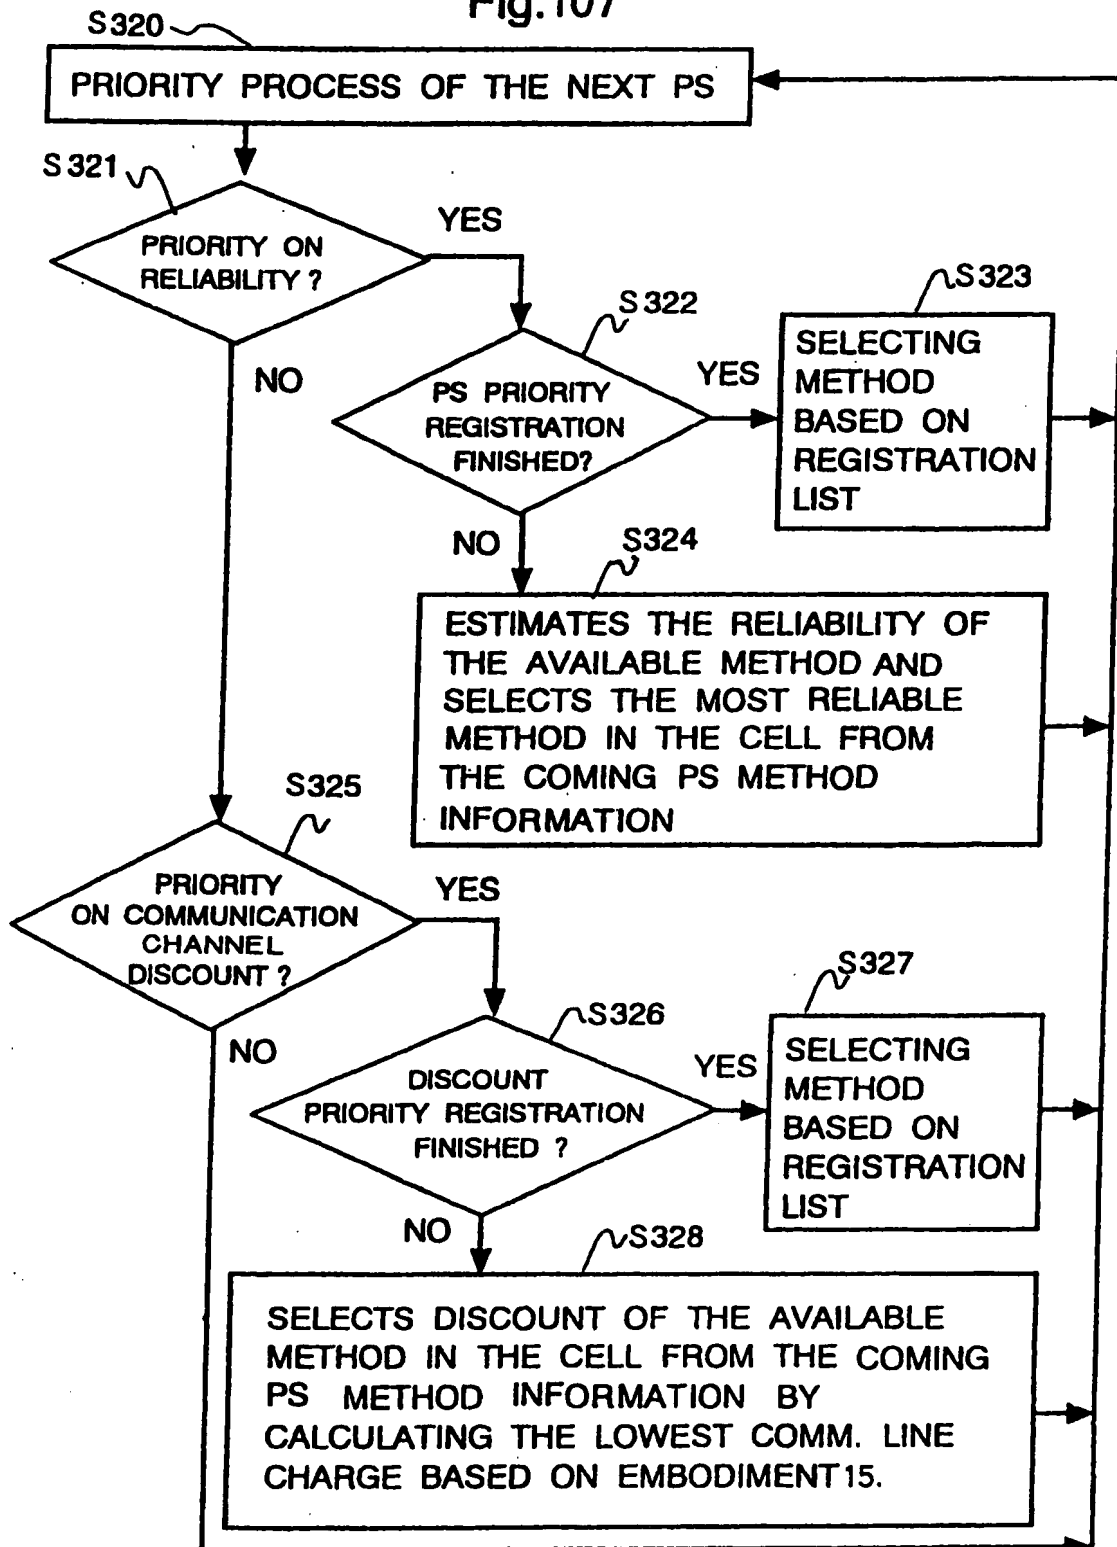 Fig.107
S320
PRIORITY PROCESS OF THE NEXT PS
S321
PRIORITY ON
RELIABILITY ?
YES
NO
S322
PS PRIORITY
REGISTRATION
FINISHED?
YES
S323
SELECTING
METHOD
BASED ON
REGISTRATION
LIST
NO
S324
ESTIMATES THE RELIABILITY OF
THE AVAILABLE METHOD AND
SELECTS THE MOST RELIABLE
METHOD IN THE CELL FROM
THE COMING PS METHOD
INFORMATION
S325
PRIORITY
ON COMMUNICATION
CHANNEL
DISCOUNT ?
YES
NO
S326
DISCOUNT
PRIORITY REGISTRATION
FINISHED ?
YES
S327
SELECTING
METHOD
BASED ON
REGISTRATION
LIST
NO
S328
SELECTS DISCOUNT OF THE AVAILABLE
METHOD IN THE CELL FROM THE COMING
PS METHOD INFORMATION BY
CALCULATING THE LOWEST COMM. LINE
CHARGE BASED ON EMBODIMENT15.